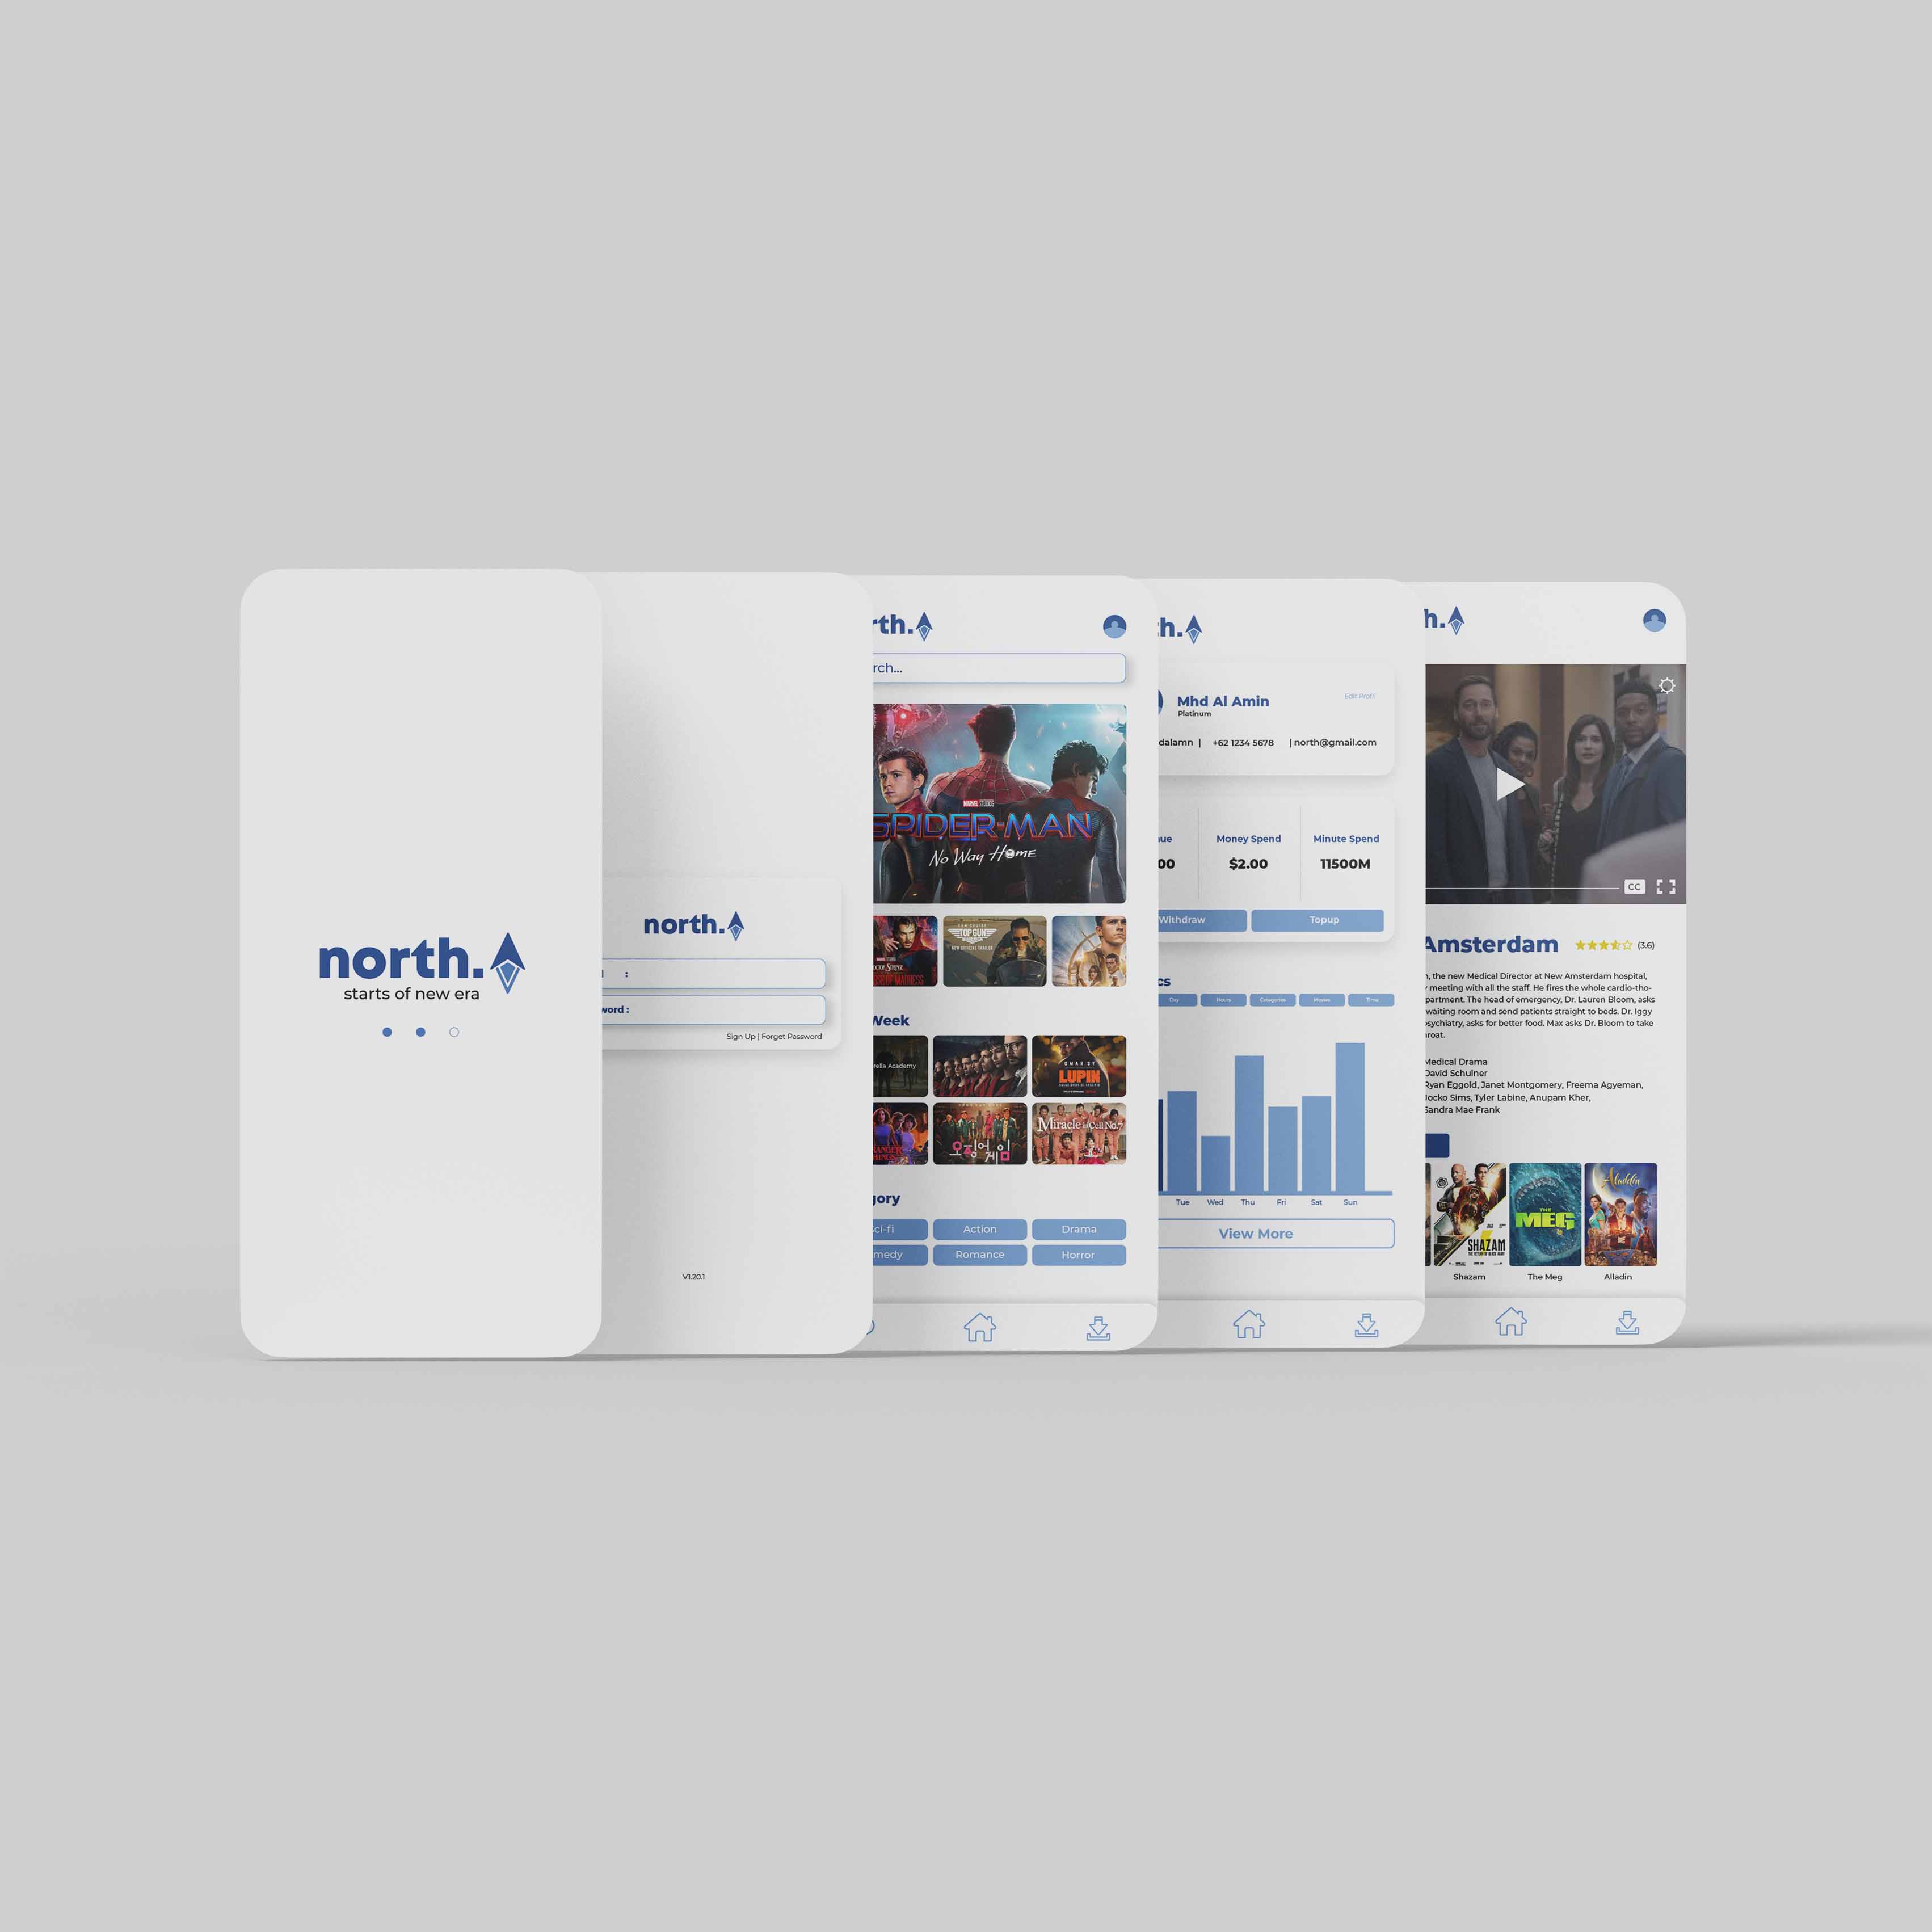 north.
starts of new era
north.
word :
Sign Up | Forget Password
V1.20.1
rth.
rch...
MARVEL STUDIOS
SPIDER-MAN
No Way Home
TOP GUN
Week
rella Academy
LUPIN
오징어 게임
Miracle in Cell No.7
gory
Sci-fi
Action
Drama
medy
Romance
Horror
h.
Mhd Al Amin
Edit Profil
Platinum
dalamn |
+62 1234 5678
| north@gmail.com
nue
Money Spend
Minute Spend
00
$2.00
11500M
Withdraw
Topup
cs
Day
Hours
Categories
Movies
Time
Tue
Wed
Thu
Fri
Sat
Sun
View More
h.
CC
Amsterdam
(3.6)
, the new Medical Director at New Amsterdam hospital,
meeting with all the staff. He fires the whole cardio-tho-
partment. The head of emergency, Dr. Lauren Bloom, asks
waiting room and send patients straight to beds. Dr. Iggy
psychiatry, asks for better food. Max asks Dr. Bloom to take
roat.
Medical Drama
David Schulner
Ryan Eggold, Janet Montgomery, Freema Agyeman,
Jocko Sims, Tyler Labine, Anupam Kher,
Sandra Mae Frank
SHAZAM
THE
MEG
Aladdin
Shazam
The Meg
Alladin